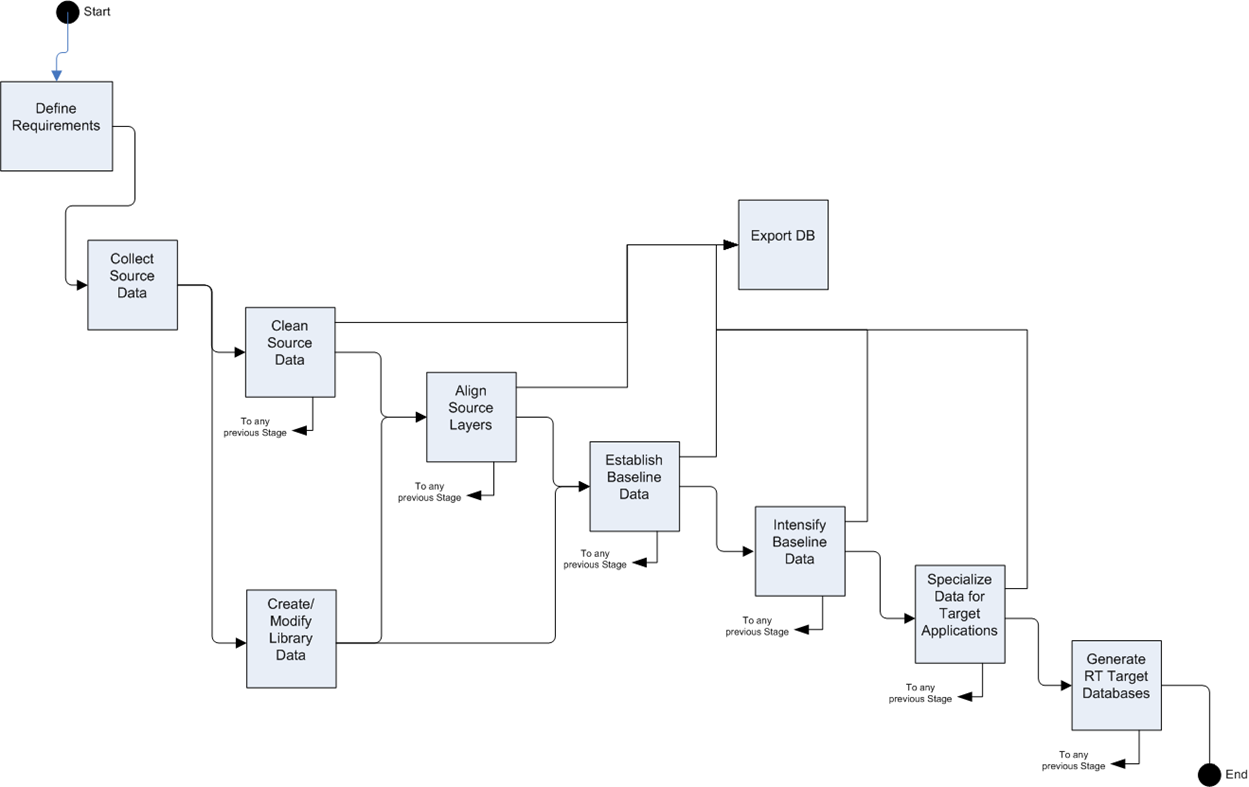 Start
Define
Requirements
Collect
Source
Data
Export DB
Clean
Source
Data
To any
previous Stage
Align
Source
Layers
To any
previous Stage
Establish
Baseline
Data
To any
previous Stage
Create/
Modify
Library
Data
Intensify
Baseline
Data
To any
previous Stage
Specialize
Data for
Target
Applications
To any
previous Stage
Generate
RT Target
Databases
To any
previous Stage
End